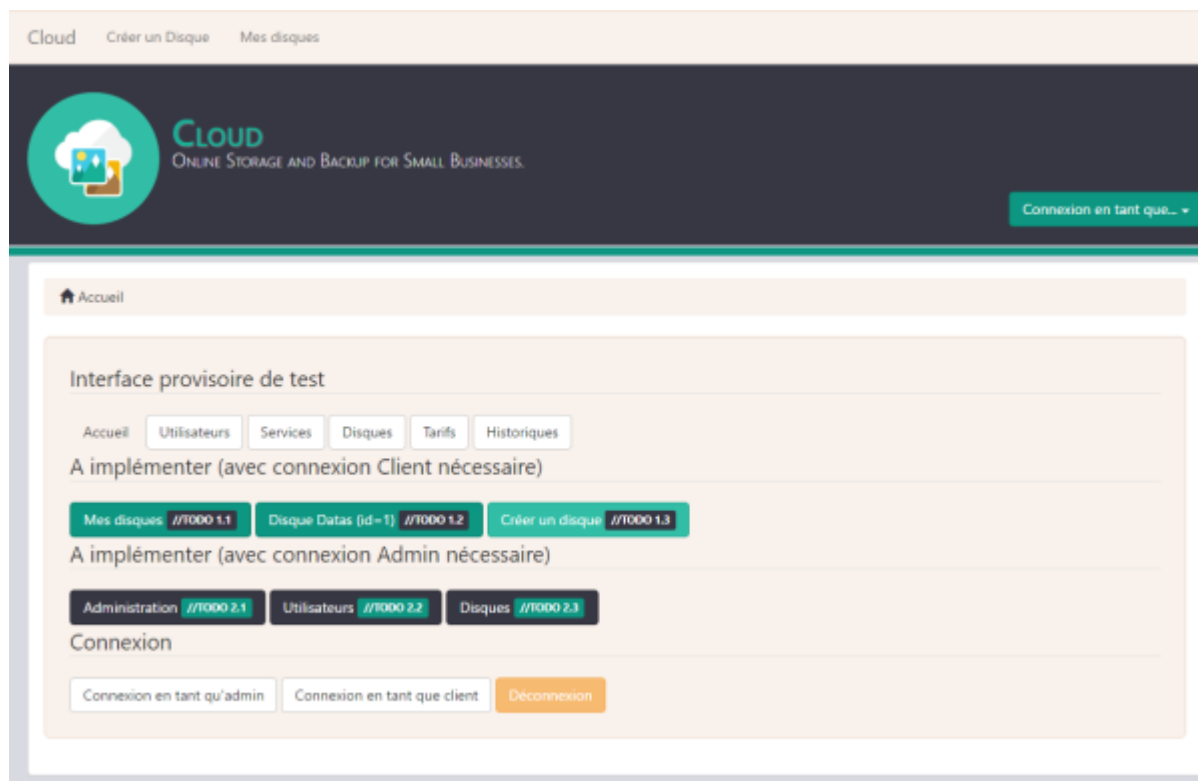 Cloud Créer un Disque Mes disques
Cloud
Online Storage and Backup for Small Businesses.
Connexion en tant que...
Accueil
Interface provisoire de test
Accueil Utilisateurs Services Disques Tarifs Historiques
A implémenter (avec connexion Client nécessaire)
Mes disques //TODO 1.1 Disque Datas (id=1) //TODO 1.2 Créer un disque //TODO 1.3
A implémenter (avec connexion Admin nécessaire)
Administration //TODO 2.1 Utilisateurs //TODO 2.2 Disques //TODO 2.3
Connexion
Connexion en tant qu'admin Connexion en tant que client Déconnexion